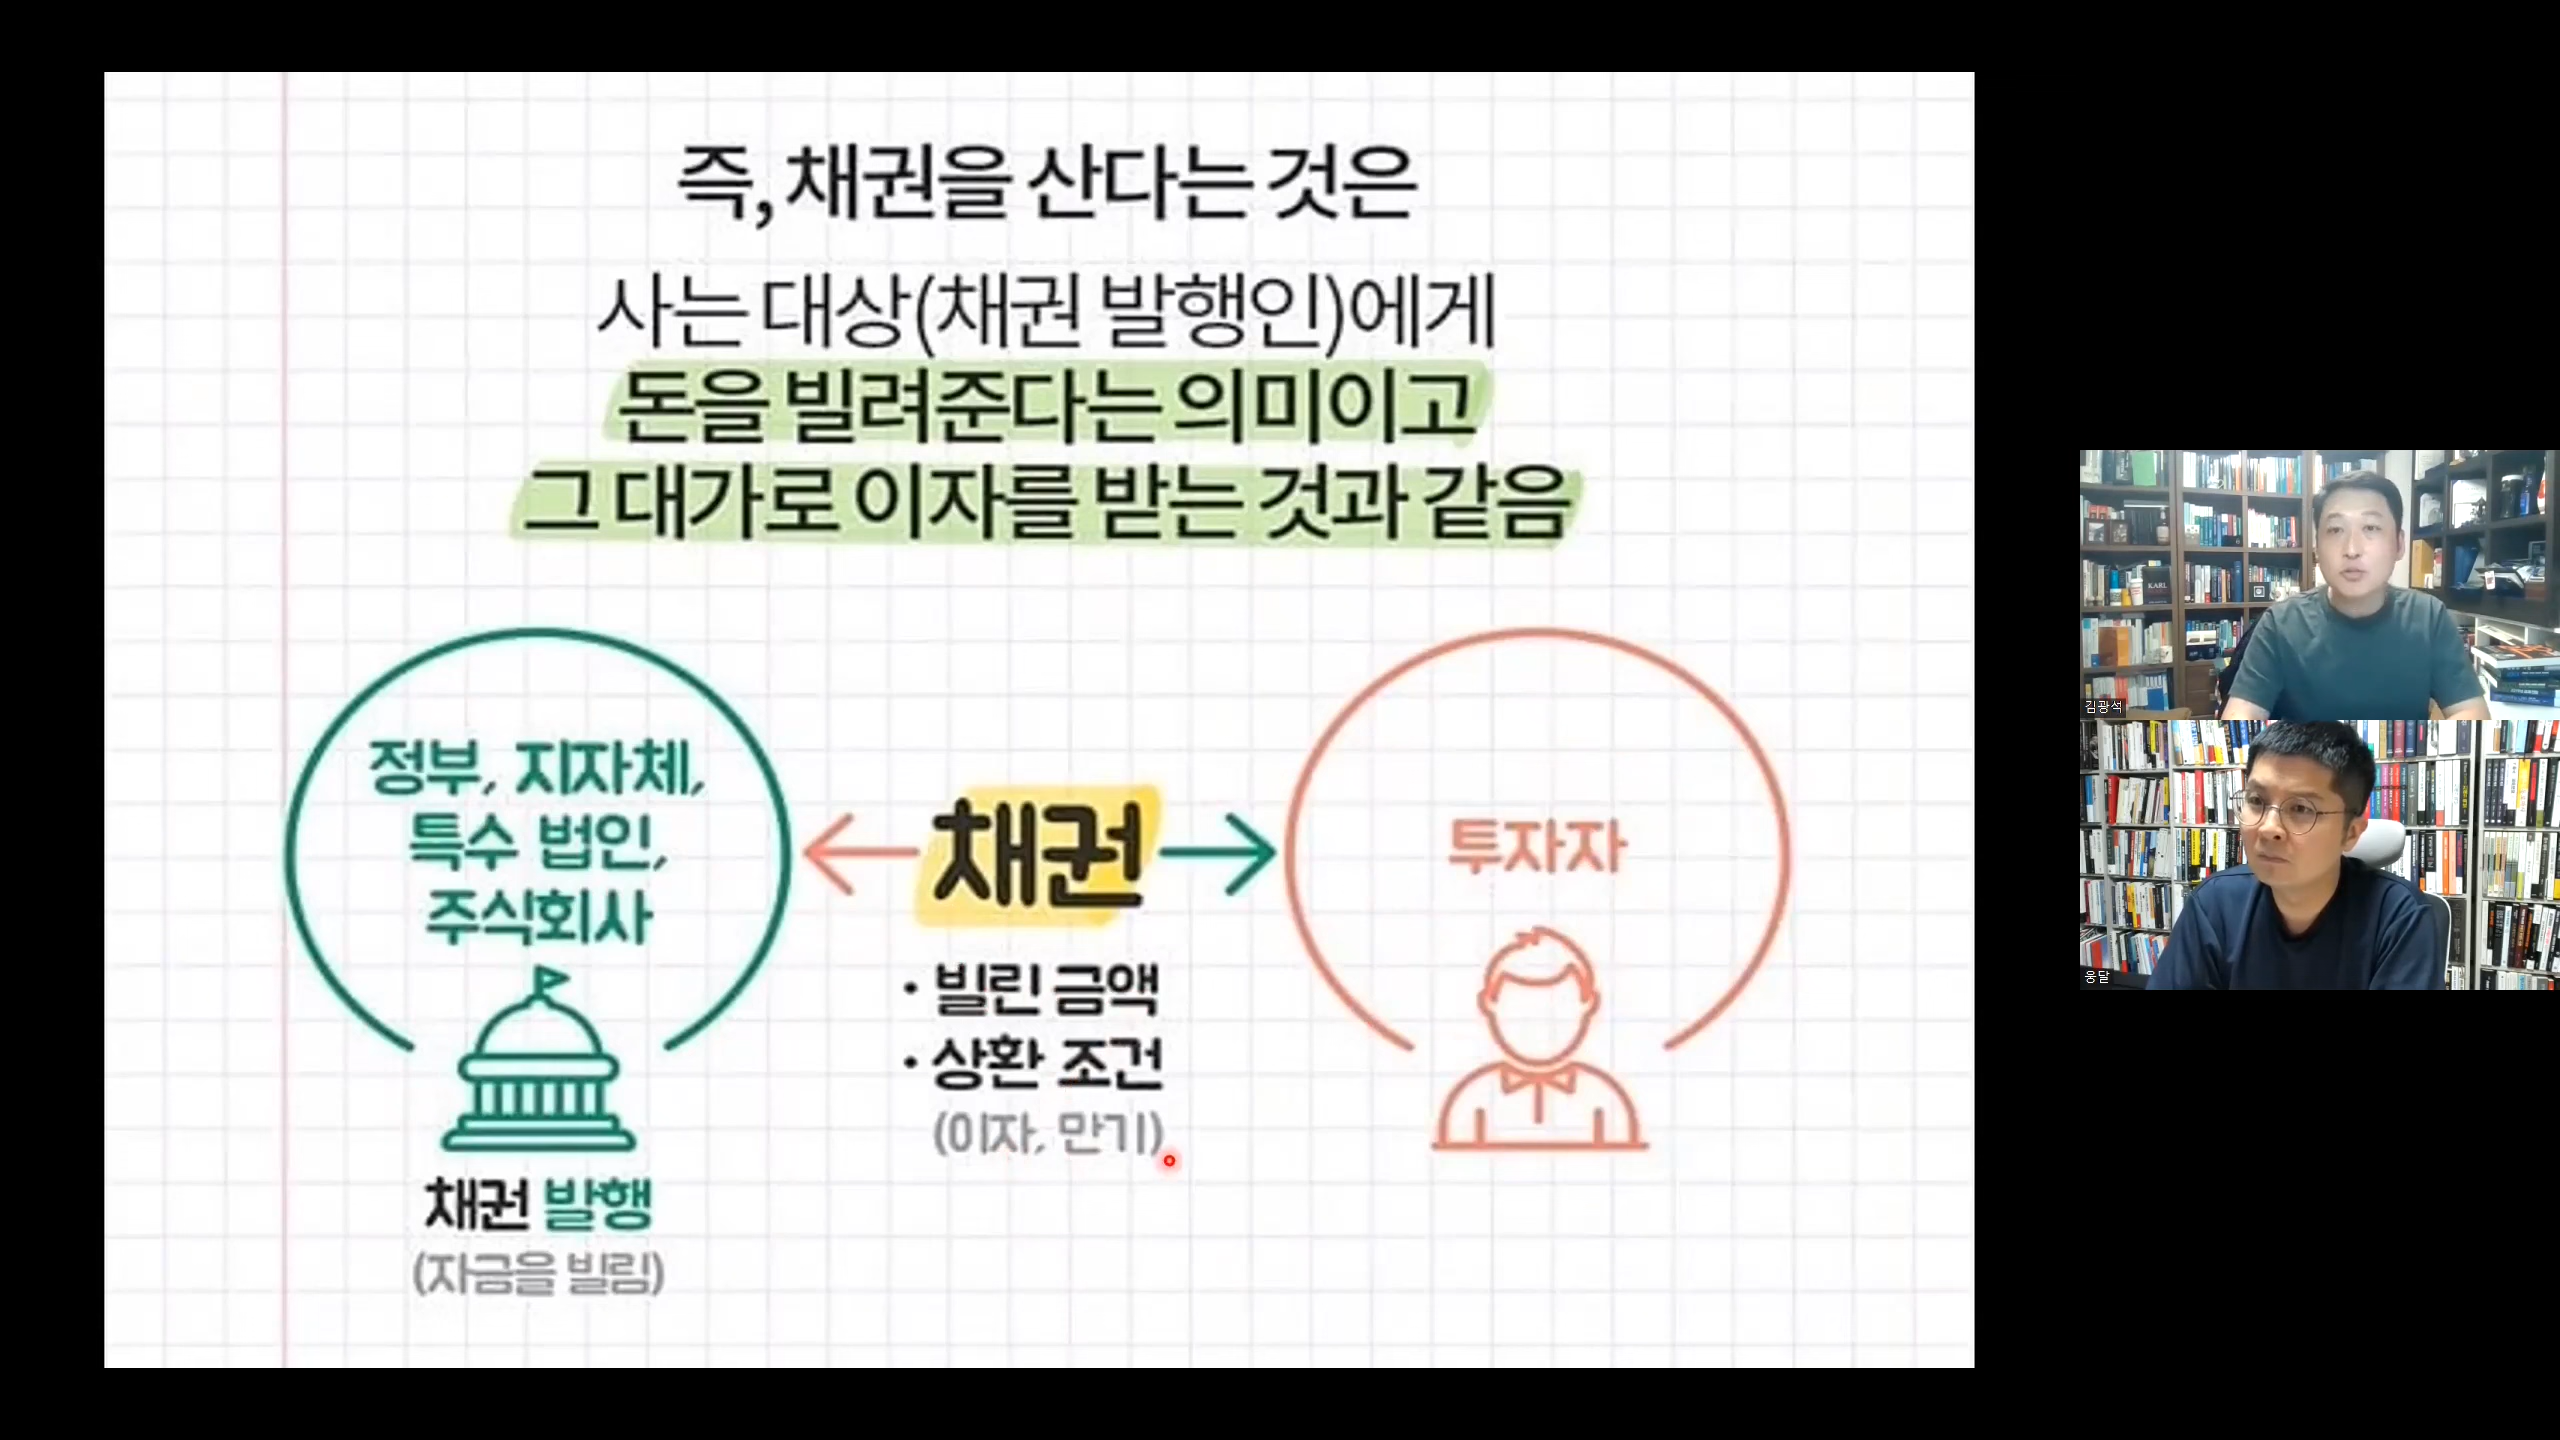 즉, 채권을 산다는 것은
사는 대상(채권 발행인)에게
돈을 빌려준다는 의미이고
그 대가로 이자를 받는 것과 같음
정부, 지자체,
특수 법인,
주식회사
채권 발행
(자금을 빌림)
채권
• 빌린 금액
• 상환 조건
(이자, 만기)
투자자
KARL
김광석
웅달